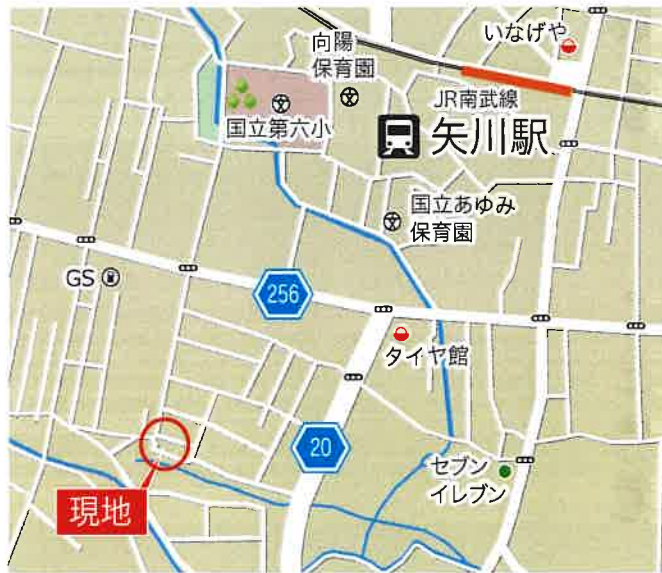 いなげや
向陽
保育園
JR南武線
矢川駅
国立第六小
国立あゆみ
保育園
GS
256
タイヤ館
20
セブン
イレブン
現地